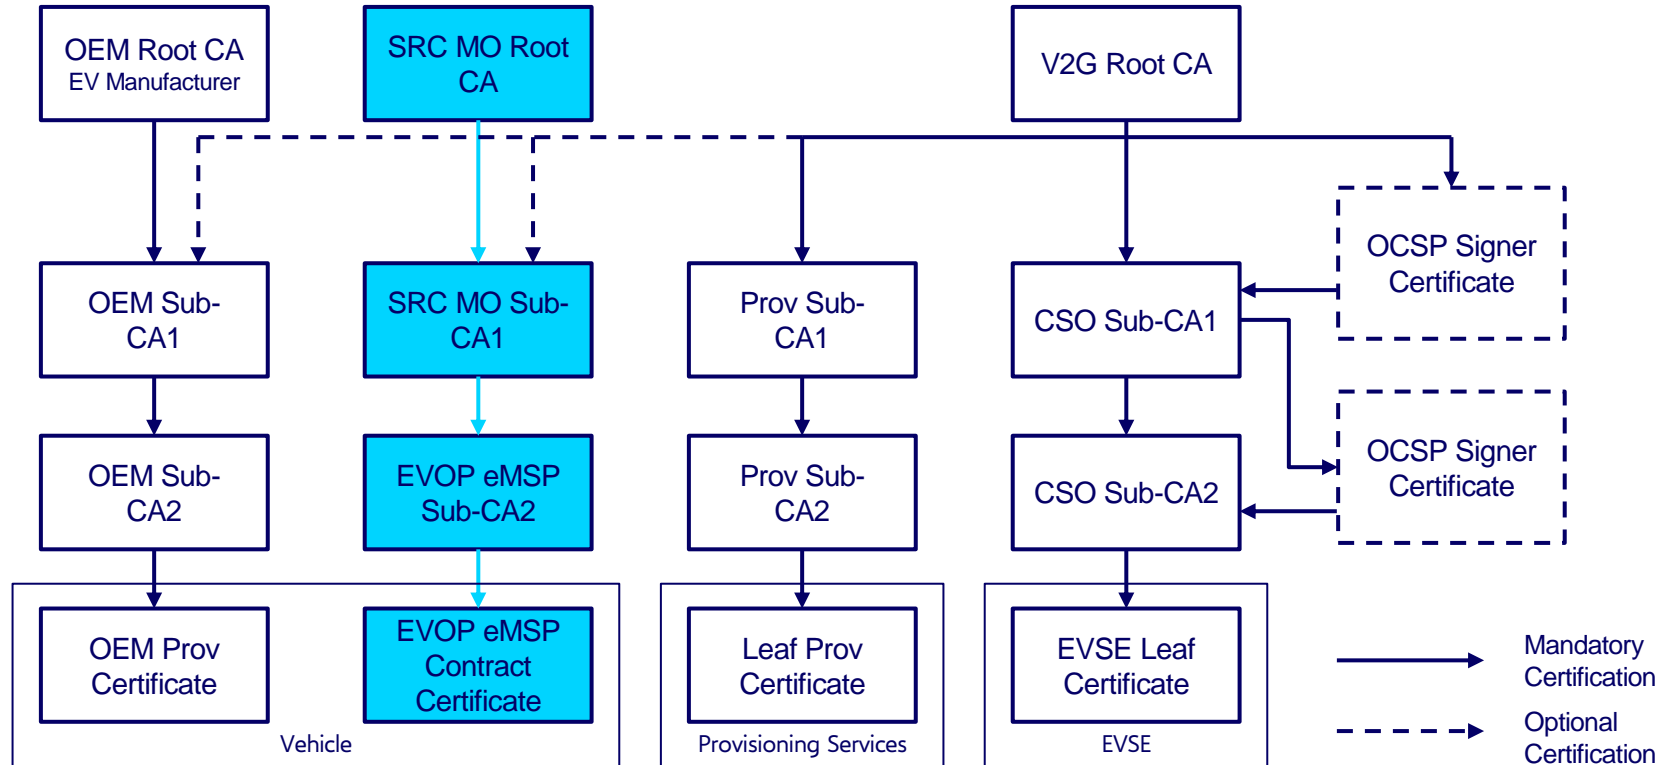 OEM Root CA
EV Manufacturer
SRC MO Root
CA
V2G Root CA
OCSP Signer
Certificate
OEM Sub-
CA1
SRC MO Sub-
CA1
Prov Sub-
CA1
CSO Sub-CA1
OCSP Signer
Certificate
OEM Sub-
CA2
EVOP eMSP
Sub-CA2
Prov Sub-
CA2
CSO Sub-CA2
OEM Prov
Certificate
EVOP eMSP
Contract
Certificate
Leaf Prov
Certificate
EVSE Leaf
Certificate
Vehicle
Provisioning Services
EVSE
Mandatory
Certification
Optional
Certification